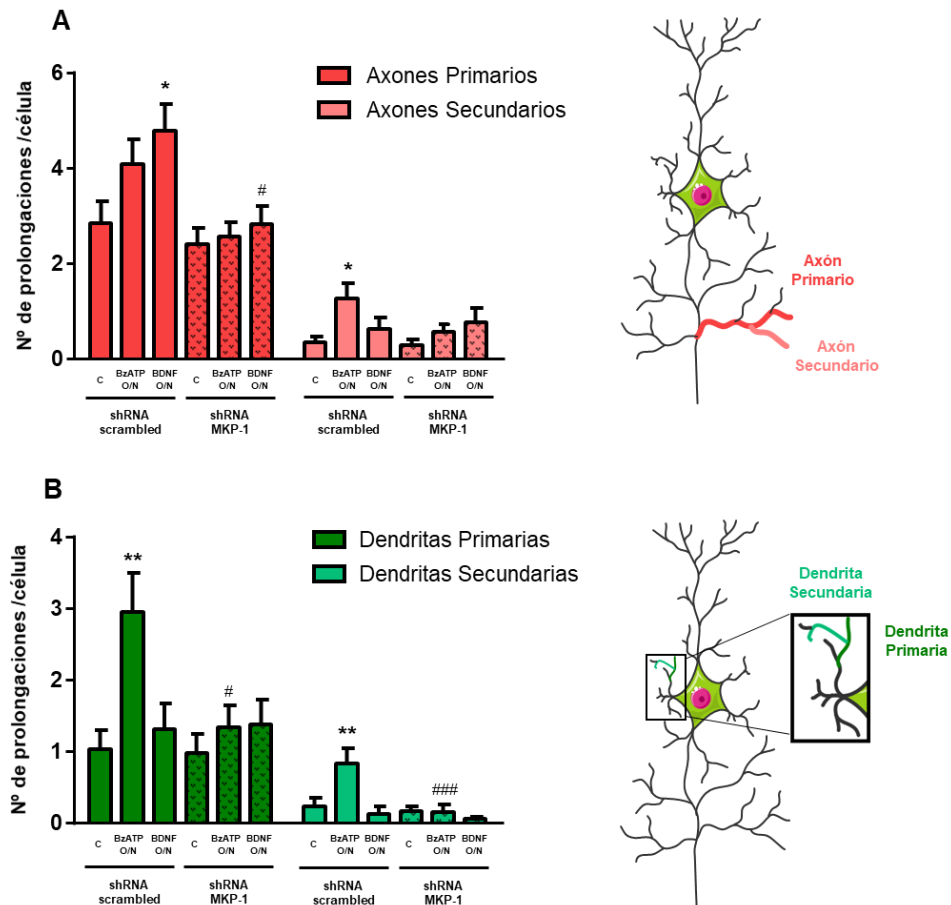 A
Nº de prolongaciones /célula
6
4
2
0
*
#
*
Axones Primarios
Axones Secundarios
C
BzATP
O/N
BDNF
O/N
C
BzATP
O/N
BDNF
O/N
C
BzATP
O/N
BDNF
O/N
C
BzATP
O/N
BDNF
O/N
shRNA
scrambled
shRNA
MKP-1
shRNA
scrambled
shRNA
MKP-1
Axón
Primario
Axón
Secundario
B
Nº de prolongaciones /célula
4
3
2
1
0
**
#
**
###
Dendritas Primarias
Dendritas Secundarias
C
BzATP
O/N
BDNF
O/N
C
BzATP
O/N
BDNF
O/N
C
BzATP
O/N
BDNF
O/N
C
BzATP
O/N
BDNF
O/N
shRNA
scrambled
shRNA
MKP-1
shRNA
scrambled
shRNA
MKP-1
Dendrita
Secundaria
Dendrita
Primaria